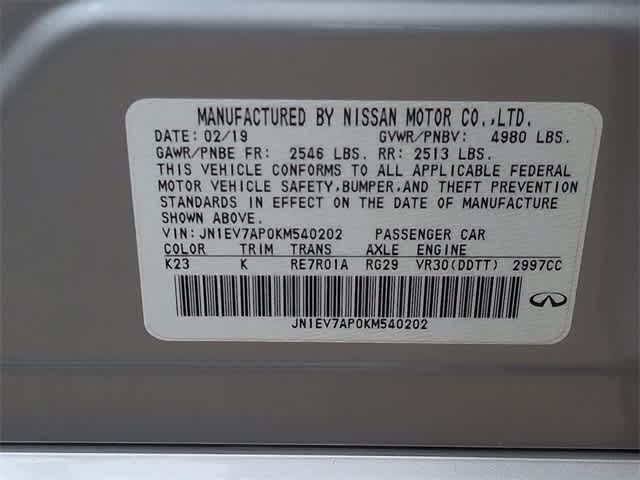 MANUFACTURED BY NISSAN MOTOR CO.,LTD.
DATE: 02/19 GVWR/PNBV: 4980 LBS.
GAWR/PNBE FR: 2546 LBS. RR: 2513 LBS.
THIS VEHICLE CONFORMS TO ALL APPLICABLE FEDERAL
MOTOR VEHICLE SAFETY,BUMPER,AND THEFT PREVENTION
STANDARDS IN EFFECT ON THE DATE OF MANUFACTURE
SHOWN ABOVE.
VIN:JN1EV7AP0KM540202 PASSENGER CAR
COLOR TRIM TRANS AXLE ENGINE
K23 K RE7R01A RG29 VR30(DDTT) 2997CC
JN1EV7AP0KM540202